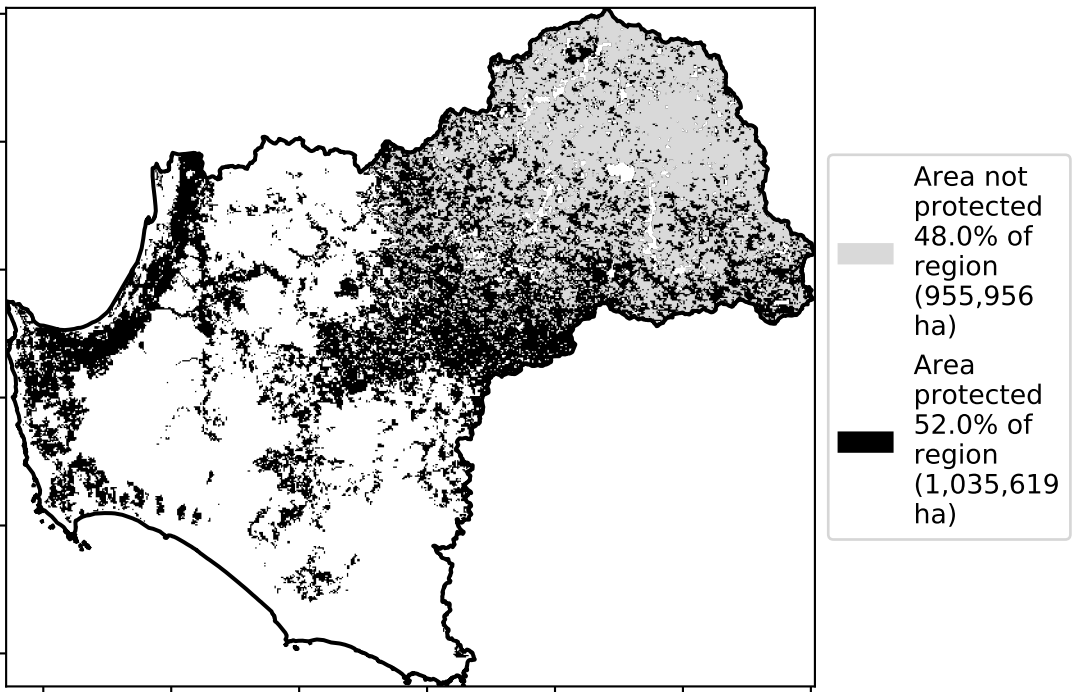 Area not
protected
48.0% of
region
(955,956
ha)
Area
protected
52.0% of
region
(1,035,619
ha)